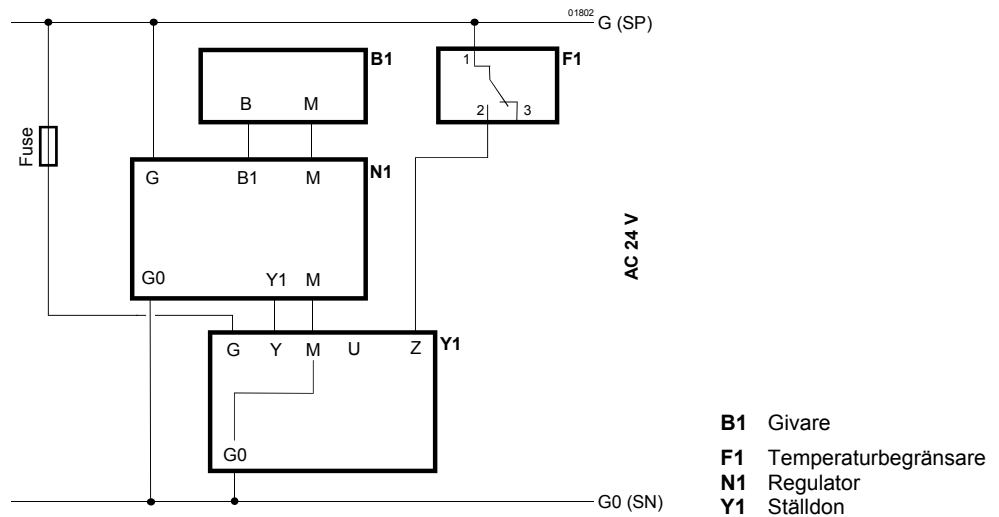 01802
G (SP)
B1
F1
B M
1
2 3
Fuse
N1
G B1 M
AC 24 V
G0 Y1 M
Y1
G Y M U Z
G0
G0 (SN)
B1 Givare
F1 Temperaturbegränsare
N1 Regulator
Y1 Ställdon